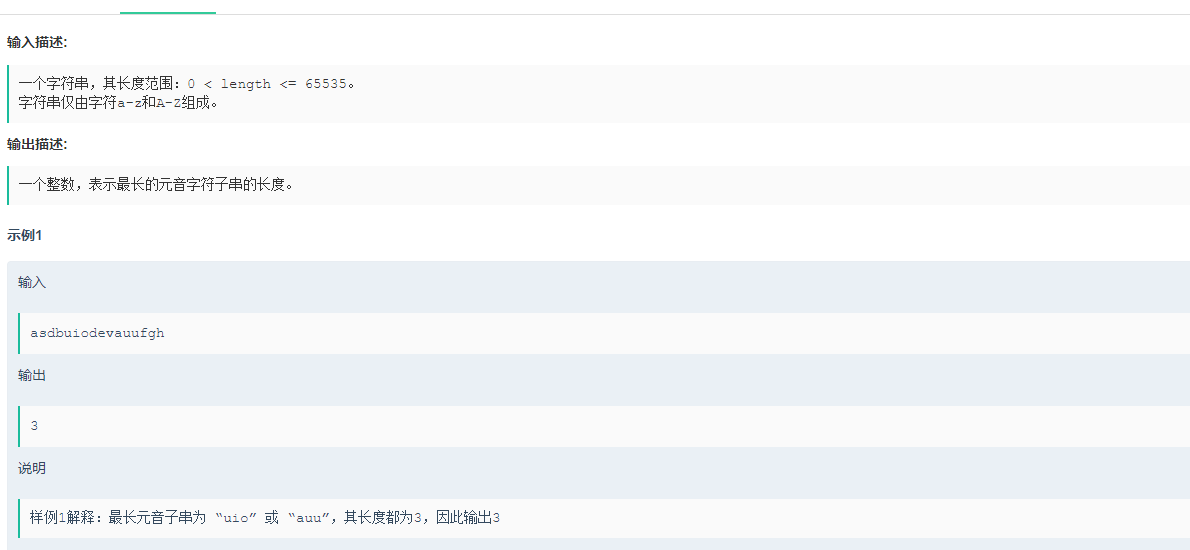 输入描述:
一个字符串，其长度范围：0 < length <= 65535。
字符串仅由字符a-z和A-Z组成。
输出描述:
一个整数，表示最长的元音字符子串的长度。
示例1
输入
asdbuiodevauufgh
输出
3
说明
样例1解释：最长元音子串为 “uio” 或 “auu”，其长度都为3，因此输出3